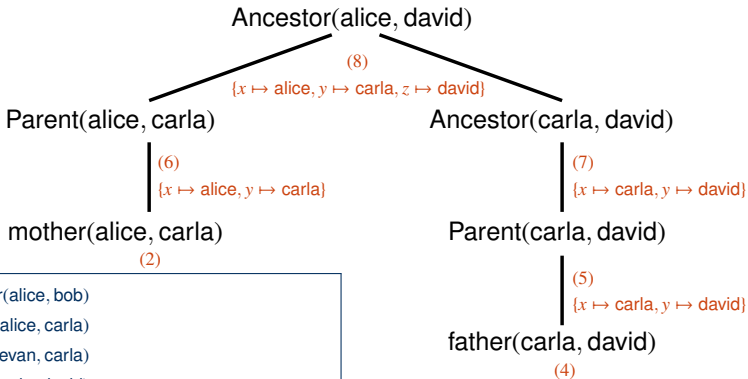 Ancestor(alice, david)
(8)
{x ↦ alice, y ↦ carla, z ↦ david}
Parent(alice, carla)
Ancestor(carla, david)
(6)
{x ↦ alice, y ↦ carla}
(7)
{x ↦ carla, y ↦ david}
mother(alice, carla)
(2)
Parent(carla, david)
(5)
{x ↦ carla, y ↦ david}
father(carla, david)
(4)
(alice, bob)
alice, carla)
evan, carla)